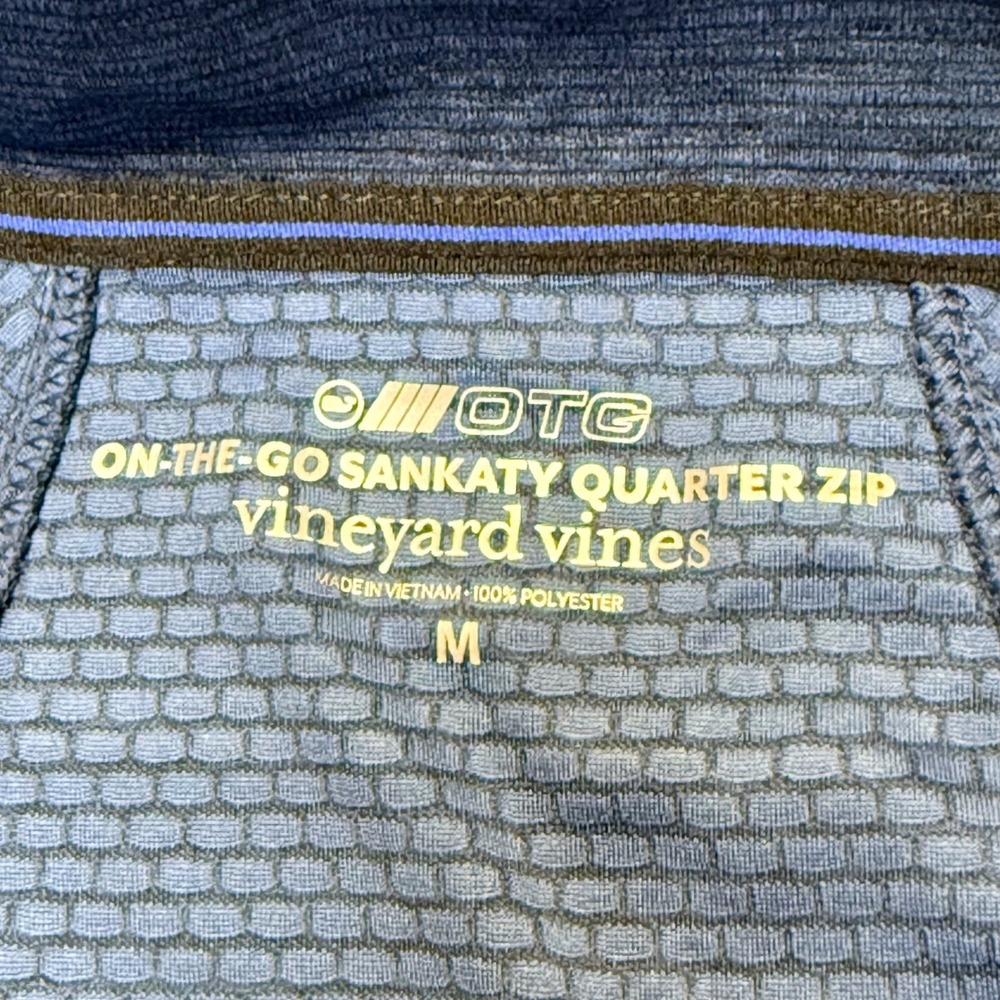 OTG
ON-THE-GO SANKATY QUARTER ZIP
vineyard vines
MADE IN VIETNAM • 100% POLYESTER
M